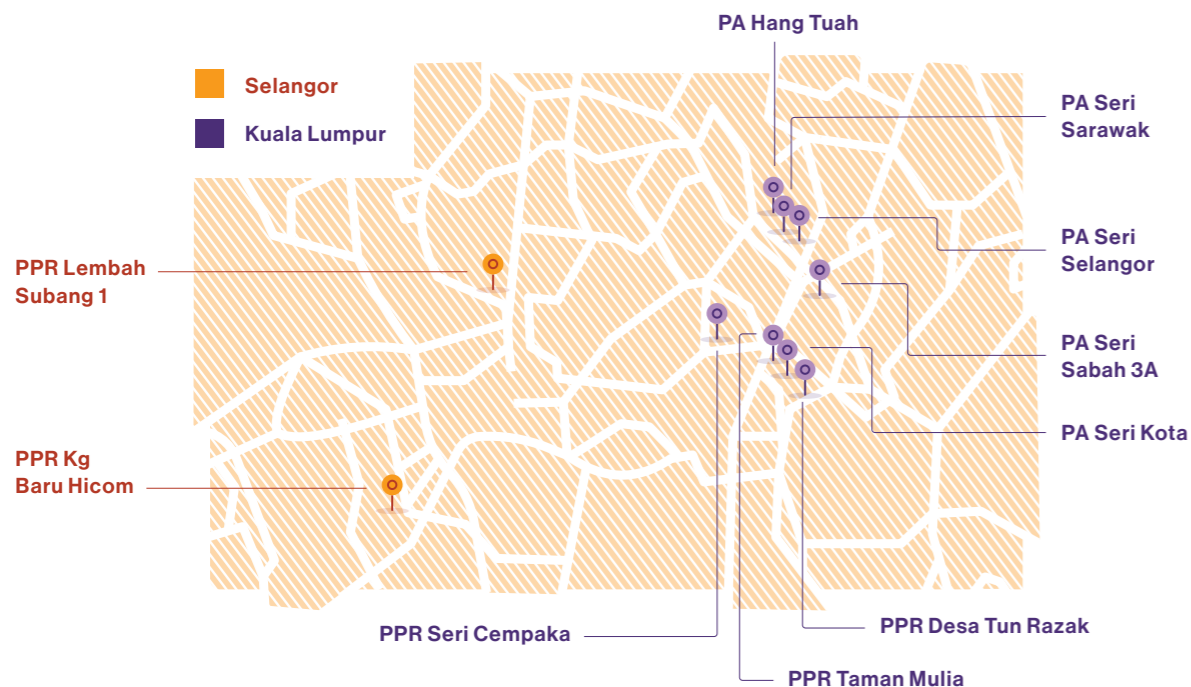 PA Hang Tuah
Selangor
Kuala Lumpur
PA Seri
Sarawak
PA Seri
Selangor
PPR Lembah
Subang 1
PA Seri
Sabah 3A
PA Seri Kota
PPR Kg
Baru Hicom
PPR Seri Cempaka
PPR Desa Tun Razak
PPR Taman Mulia